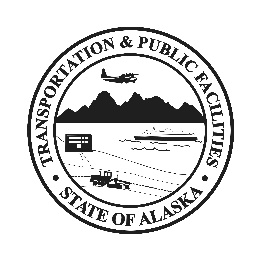 TRANSPORTATION & PUBLIC FACILITIES
• STATE OF ALASKA •